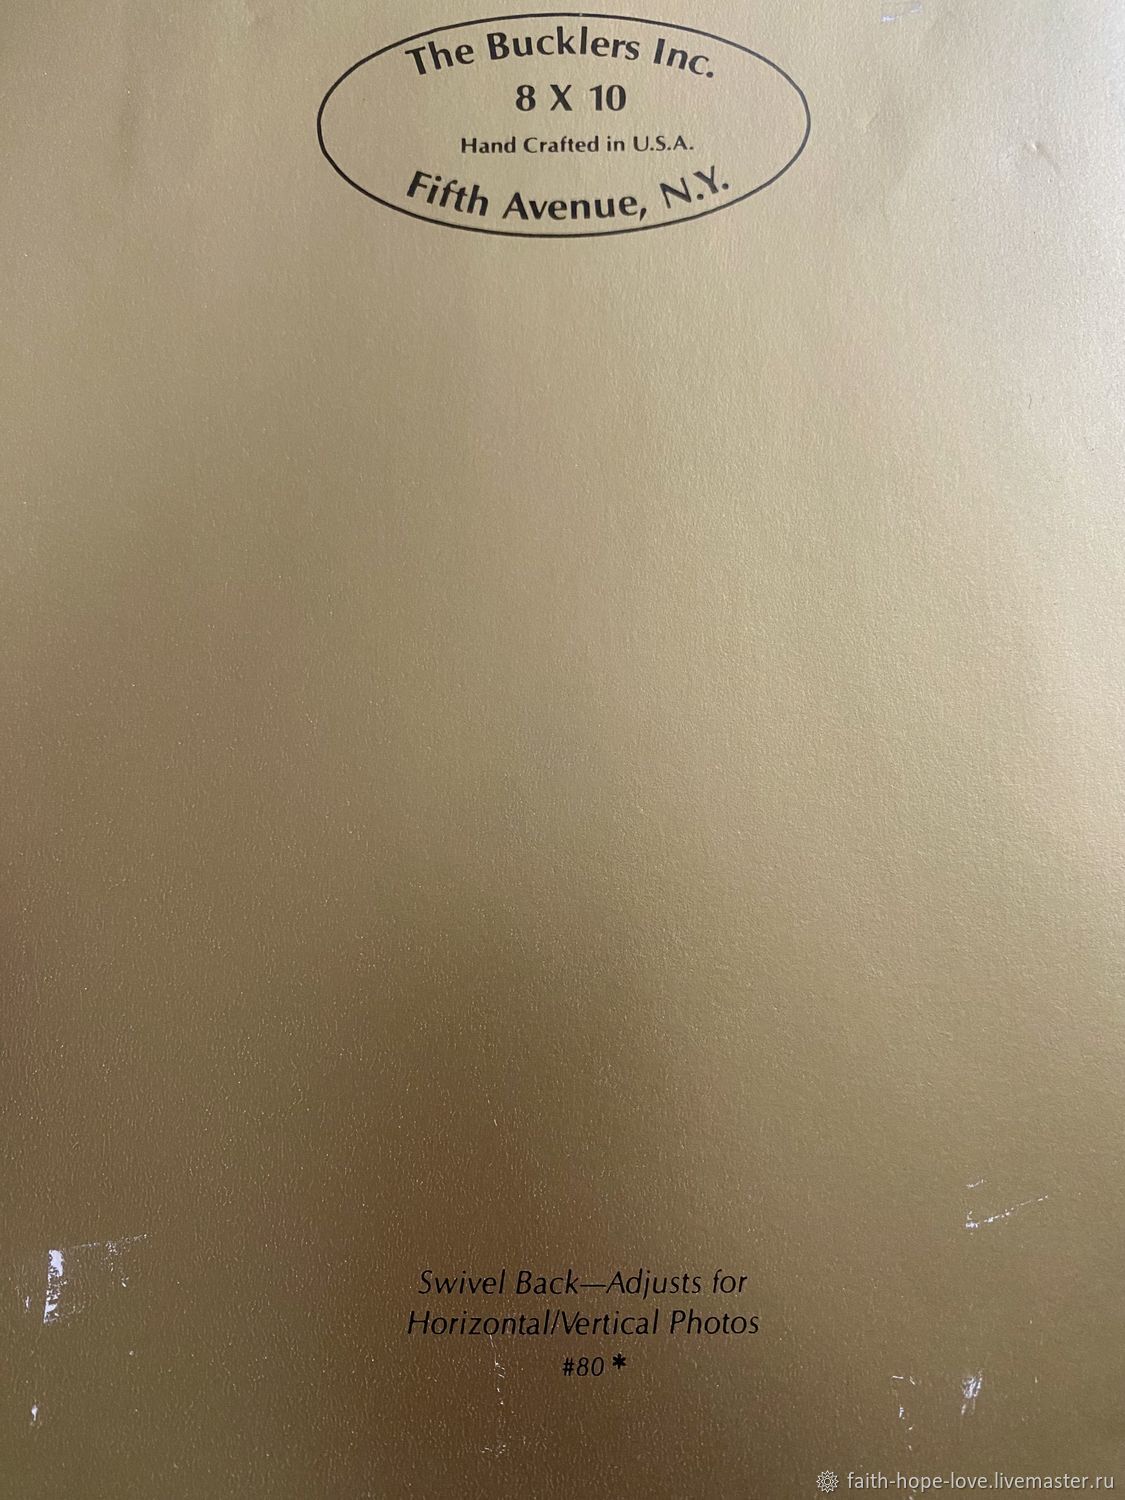 The Bucklers Inc.
8 X 10
Hand Crafted in U.S.A.
Fifth Avenue, N.Y.
Swivel Back—Adjusts for
Horizontal/Vertical Photos
#80 *
faith-hope-love.livemaster.ru